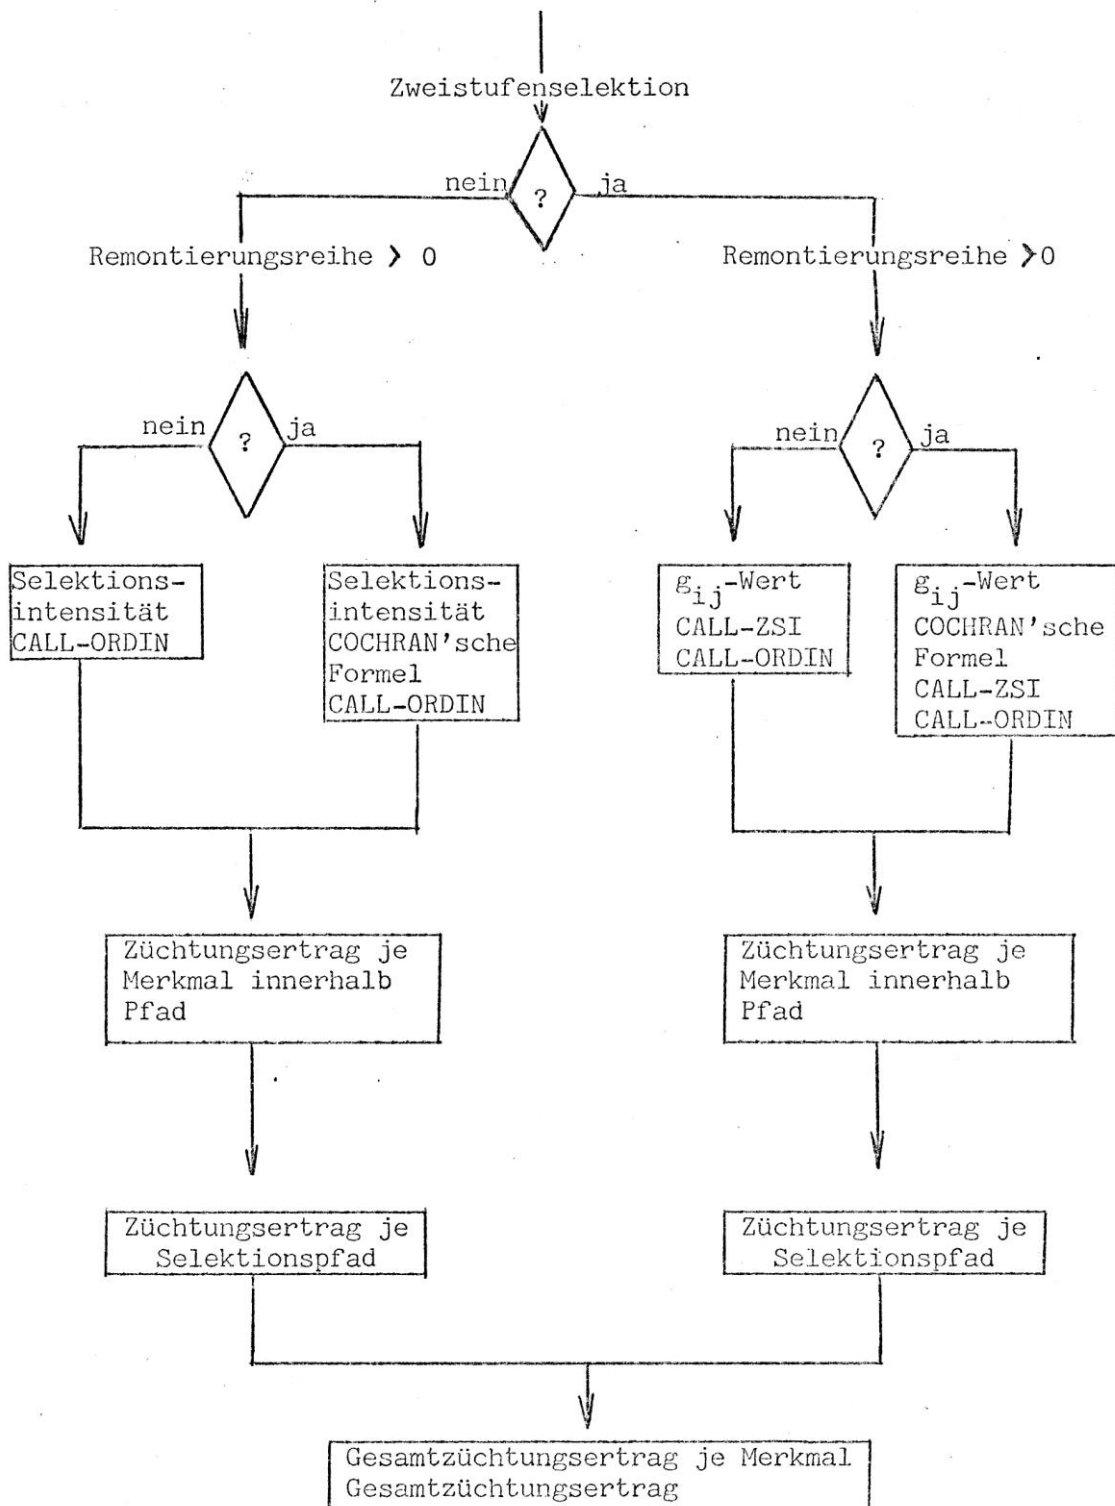 Zweistufenselektion
nein ? ja
Remontierungsreihe > 0
Remontierungsreihe >0
nein ? ja
nein ? ja
Selektions-
intensität
CALL-ORDIN
Selektions-
intensität
COCHRAN'sche
Formel
CALL-ORDIN
g_ij-Wert
CALL-ZSI
CALL-ORDIN
g_ij-Wert
COCHRAN'sche
Formel
CALL-ZSI
CALL-ORDIN
Züchtungsertrag je
Merkmal innerhalb
Pfad
Züchtungsertrag je
Merkmal innerhalb
Pfad
Züchtungsertrag je
Selektionspfad
Züchtungsertrag je
Selektionspfad
Gesamtzüchtungsertrag je Merkmal
Gesamtzüchtungsertrag